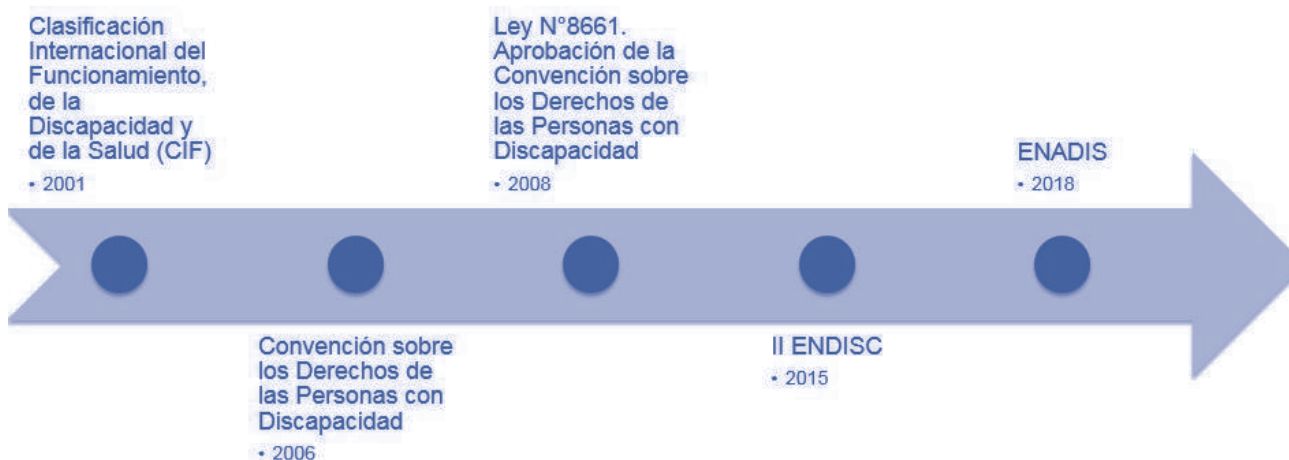 Clasificación
Internacional del
Funcionamiento,
de la
Discapacidad y
de la Salud (CIF)
• 2001
Convención sobre
los Derechos de
las Personas con
Discapacidad
• 2006
Ley N°8661.
Aprobación de la
Convención sobre
los Derechos de
las Personas con
Discapacidad
• 2008
II ENDISC
• 2015
ENADIS
• 2018